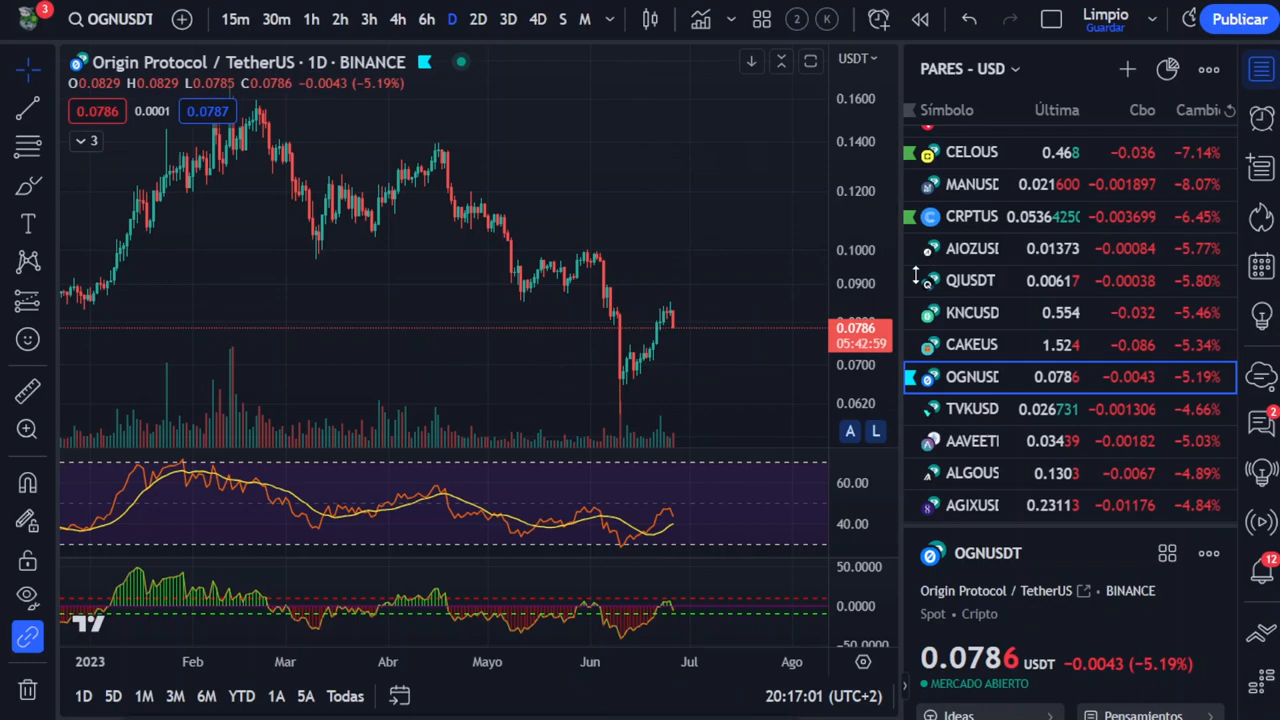 3
OGNUSDT
15m 30m 1h 2h 3h 4h 6h D 2D 3D 4D S M
2 K
Limpio
Guardar
Publicar
Origin Protocol / TetherUS · 1D · BINANCE
O0.0829 H0.0829 L0.0785 C0.0786 −0.0043 (−5.19%)
0.0786 0.0001 0.0787
3
USDT
0.1600
0.1400
0.1200
0.1000
0.0900
0.0786
05:42:59
0.0700
0.0620
A L
60.00
40.00
50.0000
0.0000
−50.0000
2023 Feb Mar Abr Mayo Jun Jul Ago
1D 5D 1M 3M 6M YTD 1A 5A Todas
20:17:01 (UTC+2)
PARES - USD
Símbolo Última Cbo Cambi
CELOUS 0.468 −0.036 −7.14%
MANUSD 0.021600 −0.001897 −8.07%
CRPTUS 0.0536425 −0.003699 −6.45%
AIOZUSI 0.01373 −0.00084 −5.77%
QIUSDT 0.00617 −0.00038 −5.80%
KNCUSD 0.554 −0.032 −5.46%
CAKEUS 1.524 −0.086 −5.34%
OGNUSD 0.0786 −0.0043 −5.19%
TVKUSD 0.026731 −0.001306 −4.66%
AAVEETI 0.03439 −0.00182 −5.03%
ALGOUS 0.1303 −0.0067 −4.89%
AGIXUSI 0.23113 −0.01176 −4.84%
OGNUSDT
Origin Protocol / TetherUS · BINANCE
Spot · Cripto
0.0786 USDT −0.0043 (−5.19%)
MERCADO ABIERTO
Ideas
Pensamientos
2
12